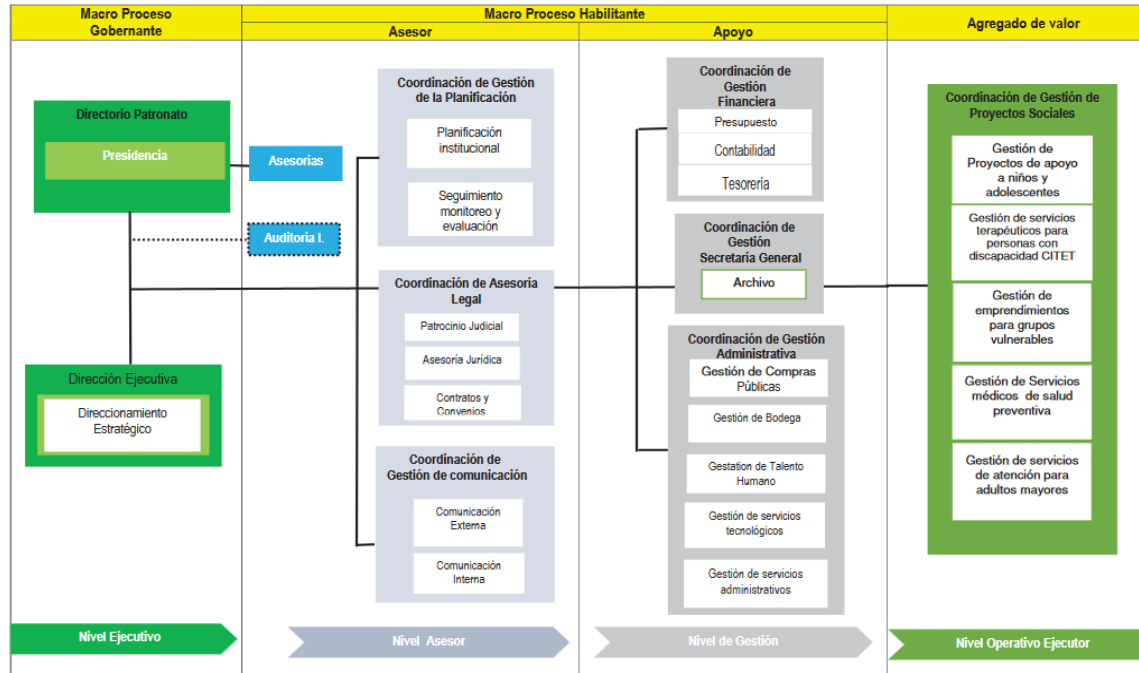 Macro Proceso
Gobernante
Macro Proceso Habilitante
Asesor
Apoyo
Agregado de valor
Directorio Patronato
Presidencia
Asesorías
Auditoría I.
Dirección Ejecutiva
Direccionamiento
Estratégico
Coordinación de Gestión
de la Planificación
Planificación
institucional
Seguimiento
monitoreo y
evaluación
Coordinación de Asesoría
Legal
Patrocinio Judicial
Asesoría Jurídica
Contratos y
Convenios.
Coordinación de
Gestión de comunicación
Comunicación
Externa
Comunicación
Interna
Coordinación de
Gestión
Financiera
Presupuesto
Contabilidad
Tesorería
Coordinación de
Gestión
Secretaría General
Archivo
Coordinación de Gestión
Administrativa
Gestión de Compras
Públicas
Gestión de Bodega
Gestation de Talento
Humano
Gestión de servicios
tecnológicos
Gestión de servicios
administrativos
Coordinación de Gestión de
Proyectos Sociales
Gestión de
Proyectos de apoyo
a niños y
adolescentes
Gestión de servicios
terapéuticos para
personas con
discapacidad CITET
Gestión de
emprendimientos
para grupos
vulnerables
Gestión de Servicios
médicos de salud
preventiva
Gestión de servicios
de atención para
adultos mayores
Nivel Ejecutivo
Nivel Asesor
Nivel de Gestión
Nivel Operativo Ejecutor